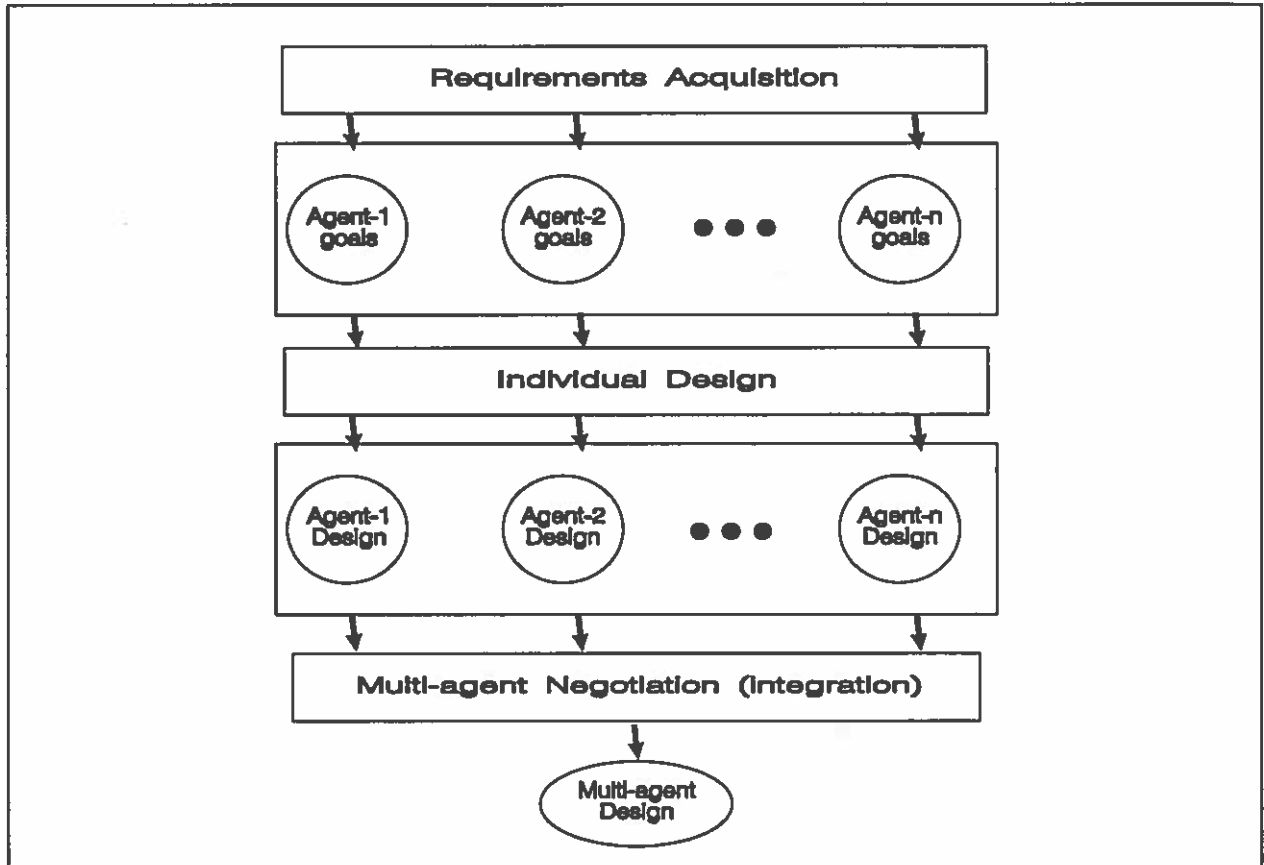 Requirements Acquisition
Agent-1
goals
Agent-2
goals
Agent-n
goals
Individual Design
Agent-1
Design
Agent-2
Design
Agent-n
Design
Multi-agent Negotiation (integration)
Multi-agent
Design